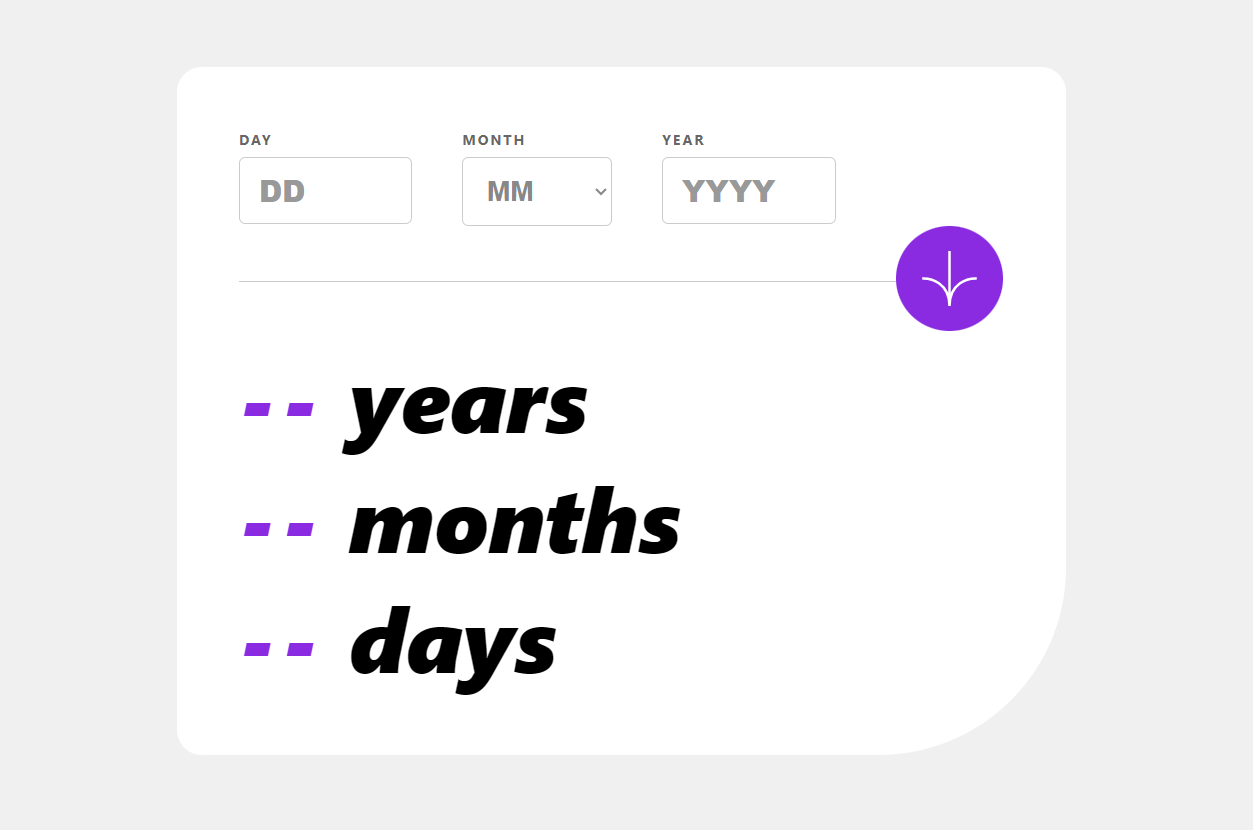 DAY MONTH YEAR
DD MM YYYY
-- years
-- months
-- days